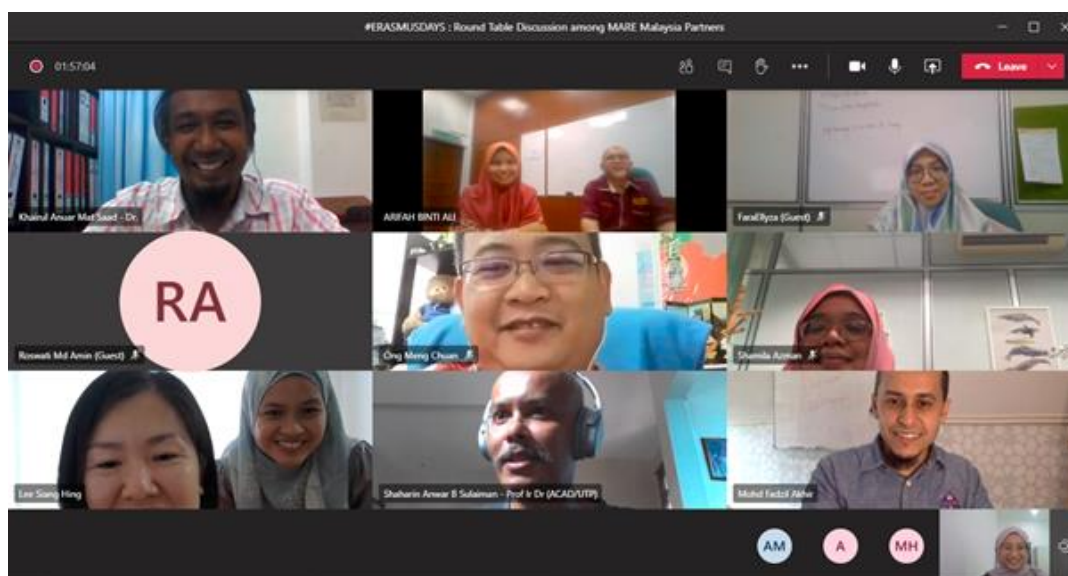 #ERASMUSDAYS : Round Table Discussion among MARE Malaysia Partners
01:57:04
Leave
Khairul Anuar Mat Saad - Dr.
ARIFAH BINTI ALI
FaraEllyza (Guest)
RA
Roswati Md Amin (Guest)
Ong Meng Chuan
Shamila Azman
Lee Siang Hing
Shaharin Anwar B Sulaiman - Prof Ir Dr (ACAD/UTP)
Mohd Fadzil Akhir
AM
A
MH